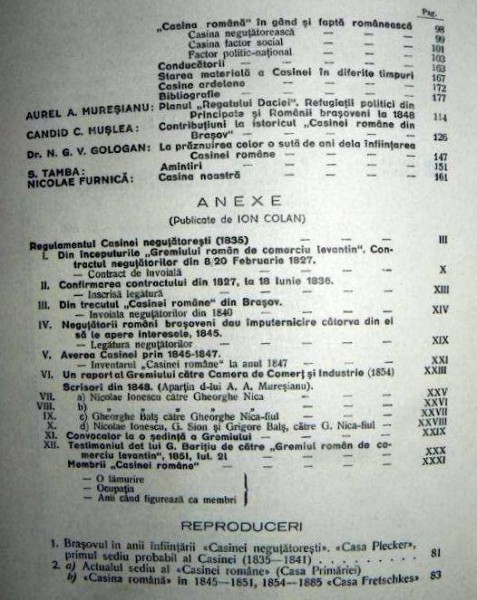 Pag.
„Casina română" în gând și faptă românească 98
Casina negutătorească — — — — — 99
Casina factor social — — — — — 101
Factor politic-național — — — — — 103
Conducătorii — — — — — 163
Starea materială a Casinei în diferite timpuri 167
Casine ardelene — — — — — 172
Bibliografie — — — — — 177
AUREL A. MUREȘIANU: Planul „Regatului Daciei". Refugiații politici din
Principate și Românii brașoveni la 1848 114
CANDID C. MUȘLEA: Contribuțiuni la istoricul „Casinei române din
Brașov" — — — — — 126
Dr. N. G. V. GOLOGAN: La prăznuirea celor o sută de ani dela înființarea
Casinei române — — — — 147
S. TAMBA: Amintiri — — — — — 151
NICOLAE FURNICĂ: Casina noastră — — — — 161
ANEXE
(Publicate de ION COLAN)
Regulamentul Casinei neguțătorești (1835) — — — — III
I. Din începuturile „Gremiului român de comerciu levantin". Con-
tractul neguțătorilor din 8/20 Februarie 1827.
— Contract de învoială — — — — — X
II. Confirmarea contractului din 1827, la 18 Iunie 1836.
— Inscrisă legătură — — — — — XIII
III. Din trecutul „Casinei române" din Brașov.
— Invoiala neguțătorilor din 1840 — — — — XIV
IV. Neguțătorii români brașoveni dau împuternicire câtorva din ei
să le apere interesele, 1845.
— Legătura neguțătorilor — — — — — XIX
V. Averea Casinei prin 1845-1847.
— Inventarul „Casinei române" la anul 1847 — — XXI
VI. Un raportal Gremiului către Camera de Comerț și Industrie (1854) XXIII
Scrisori din 1848. (Aparțin d-lui A. A. Mureșianu).
VII. a) Nicolae Ionescu către Gheorghe Nica — — — XXV
VIII. b) „ — — — XXVI
IX. c) Gheorghe Balș către Gheorghe Nica-fiul — — XXVII
X. d) Nicolae Ionescu, G. Sion și Grigore Balș, către G. Nica-fiul — XXVIII
XI. Convocator la o ședință a Gremiului — — — XXIX
XII. Testimoniul dat lui G. Barițiu de către „Gremiul român de co-
merciu levantin", 1851, Iul. 21 — — — — XXX
Membrii „Casinei române" — — — — — XXXI
— O lămurire
— Ocupația
— Anii când figurează ca membri
REPRODUCERI
1. Brașovul în anii înființării «Casinei neguțătorești». «Casa Plecker»,
primul sediu probabil al Casinei (1835—1841) . . . . . . . . 81
2. a) Actualul sediu al «Casinei române» (Casa Primăriei)
b) «Casina română» în 1845—1851, 1854—1885 «Casa Fretschkes» 83